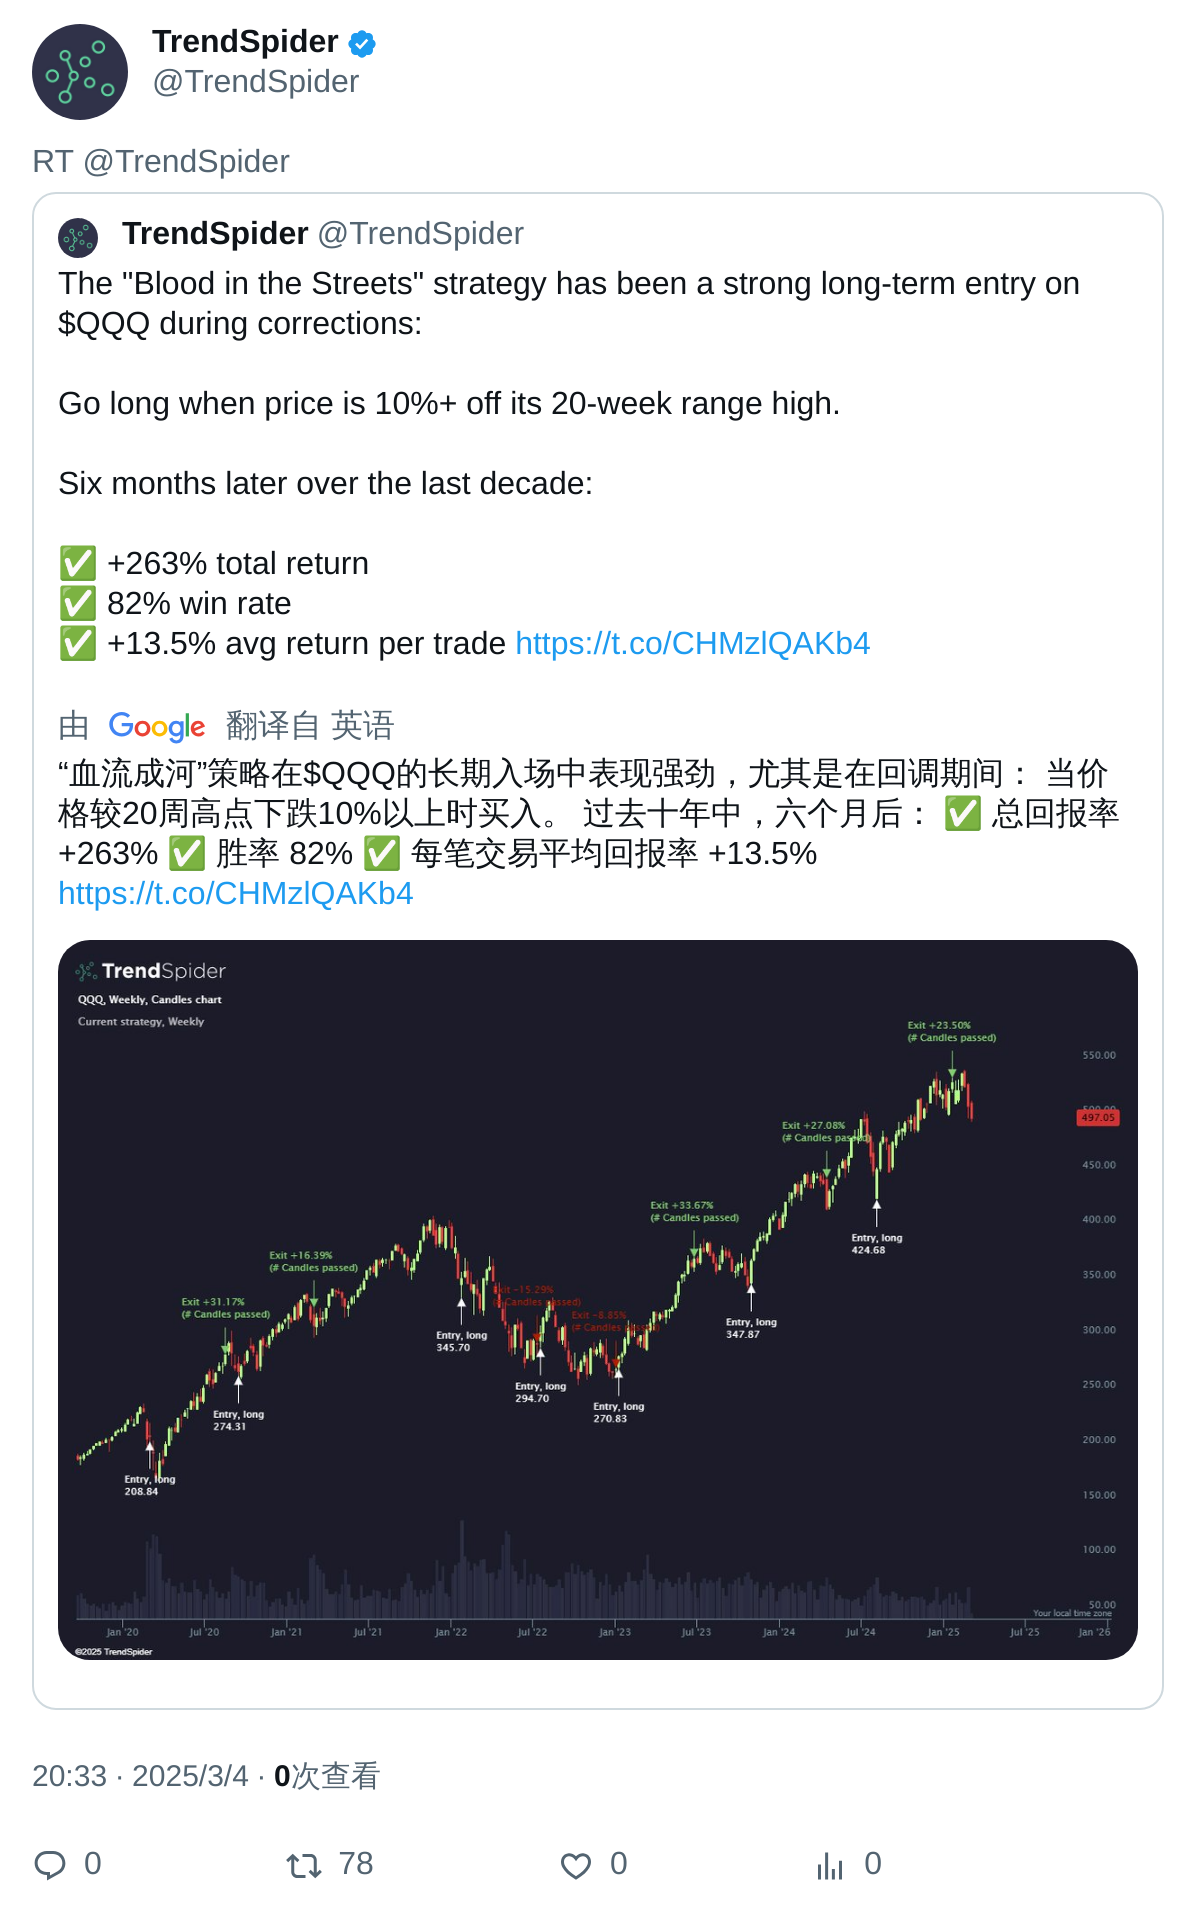 TrendSpider
@TrendSpider
RT @TrendSpider
TrendSpider @TrendSpider
The "Blood in the Streets" strategy has been a strong long-term entry on
$QQQ during corrections:
Go long when price is 10%+ off its 20-week range high.
Six months later over the last decade:
✅ +263% total return
✅ 82% win rate
✅ +13.5% avg return per trade https://t.co/CHMzlQAKb4
由 Google 翻译自 英语
“血流成河”策略在$QQQ的长期入场中表现强劲，尤其是在回调期间： 当价
格较20周高点下跌10%以上时买入。 过去十年中，六个月后： ✅ 总回报率
+263% ✅ 胜率 82% ✅ 每笔交易平均回报率 +13.5%
https://t.co/CHMzlQAKb4
TrendSpider
QQQ, Weekly, Candles chart
Current strategy, Weekly
Exit +23.50%
(# Candles passed)
550.00
500.00
497.05
Exit +27.08%
(# Candles passed)
450.00
Exit +33.67%
(# Candles passed)
400.00
Entry, long
424.68
Exit +16.39%
(# Candles passed)
350.00
Exit -15.29%
(# Candles passed)
Exit +31.17%
(# Candles passed)
Exit -8.85%
(# Candles passed)
Entry, long
347.87
300.00
Entry, long
345.70
Entry, long
294.70
250.00
Entry, long
274.31
Entry, long
270.83
200.00
Entry, long
208.84
150.00
100.00
50.00
Your local time zone
Jan '20 Jul '20 Jan '21 Jul '21 Jan '22 Jul '22 Jan '23 Jul '23 Jan '24 Jul '24 Jan '25 Jul '25 Jan '26
©2025 TrendSpider
20:33 · 2025/3/4 · 0次查看
0 78 0 0